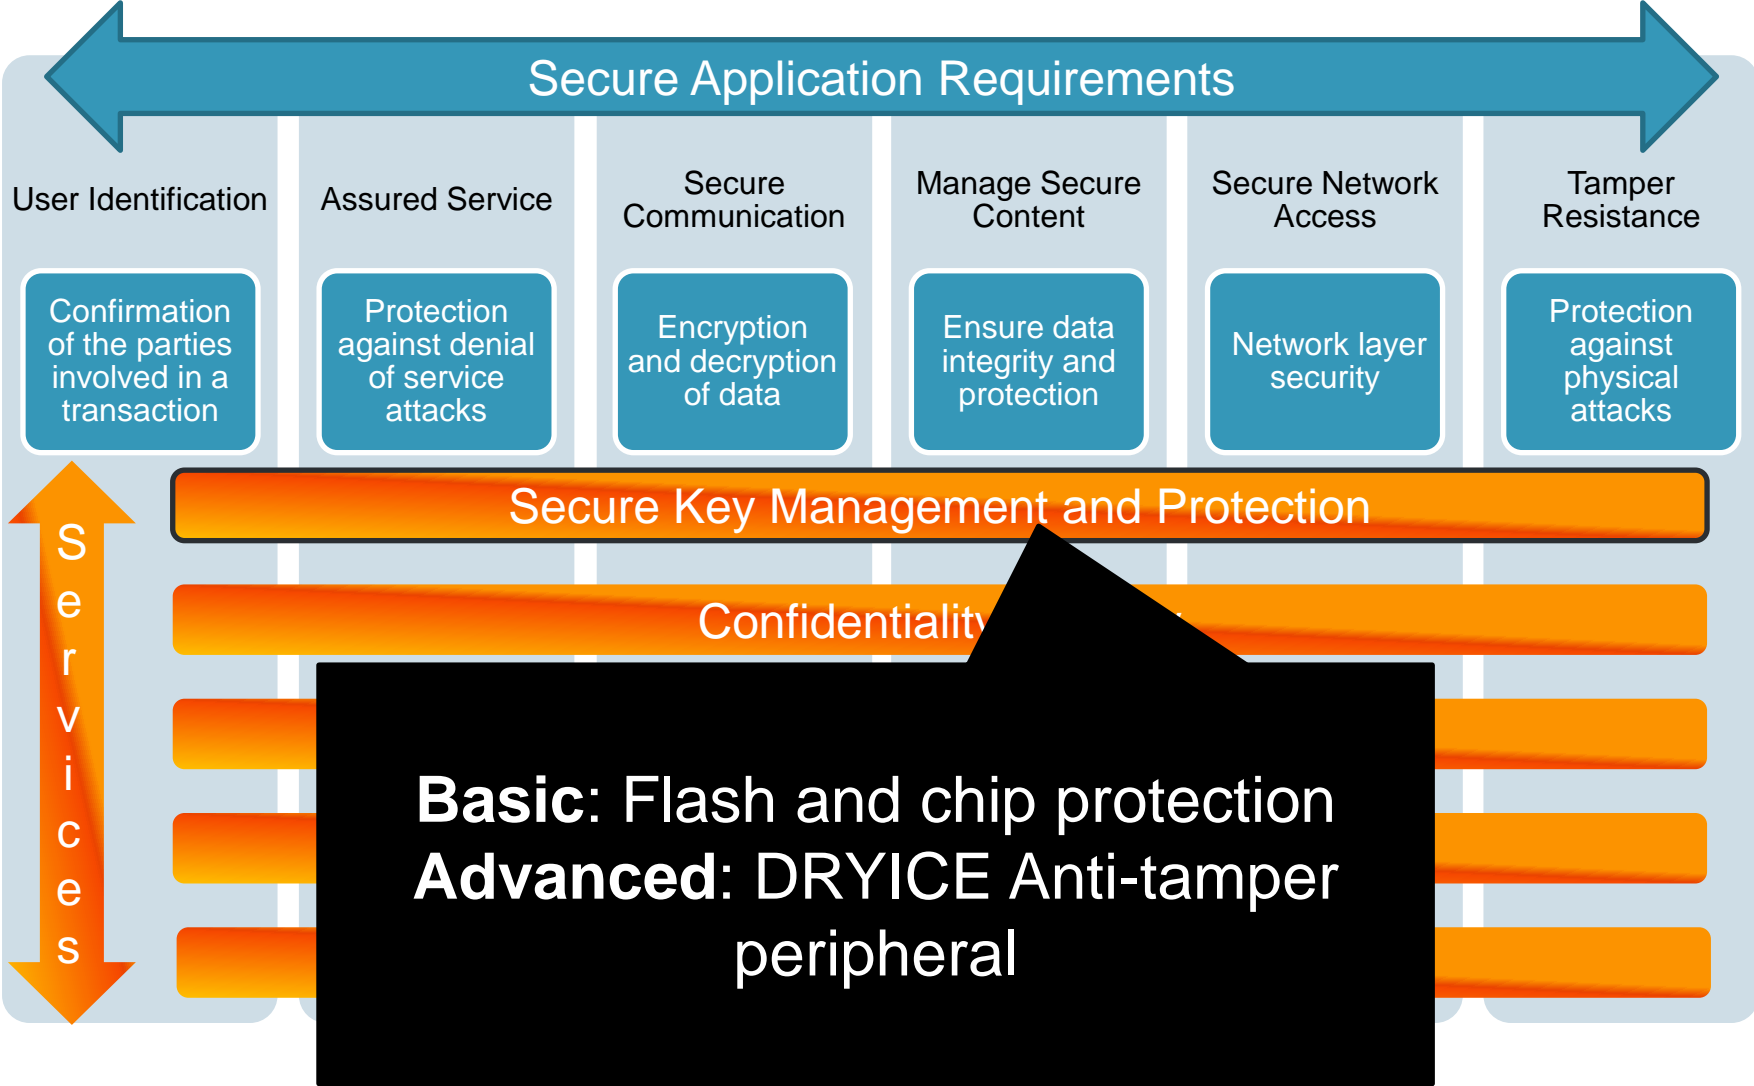 Secure Application Requirements
User Identification
Assured Service
Secure
Communication
Manage Secure
Content
Secure Network
Access
Tamper
Resistance
Confirmation
of the parties
involved in a
transaction
Protection
against denial
of service
attacks
Encryption
and decryption
of data
Ensure data
integrity and
protection
Network layer
security
Protection
against
physical
attacks
Services
Secure Key Management and Protection
Confidentiality
Basic: Flash and chip protection
Advanced: DRYICE Anti-tamper
peripheral